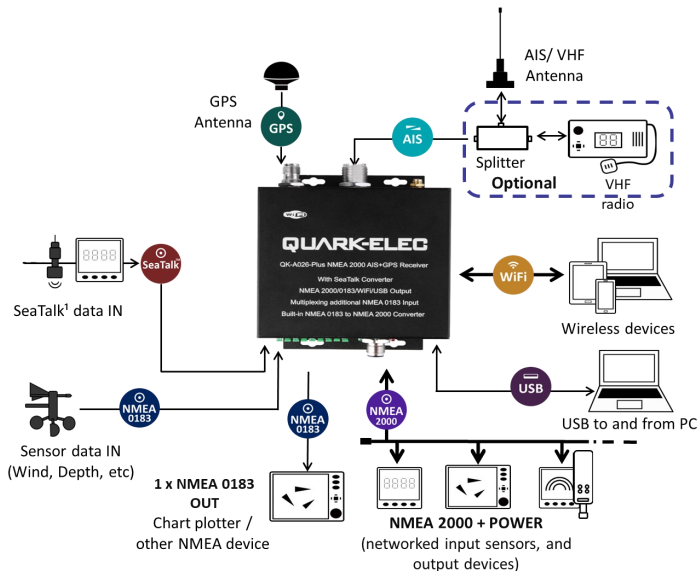 AIS/ VHF
Antenna
GPS
Antenna
GPS
AIS
Splitter
Optional
VHF
radio
WiFi
QUARK-ELEC
QK-A026-Plus NMEA 2000 AIS+GPS Receiver
With SeaTalk Converter
NMEA 2000/0183/WiFi/USB Output
Multiplexing additional NMEA 0183 Input
Built-in NMEA 0183 to NMEA 2000 Converter
SeaTalk
SeaTalk¹ data IN
WiFi
Wireless devices
NMEA
0183
Sensor data IN
(Wind, Depth, etc)
NMEA
0183
NMEA
2000
USB
USB to and from PC
1 x NMEA 0183
OUT
Chart plotter /
other NMEA device
NMEA 2000 + POWER
(networked input sensors, and
output devices)